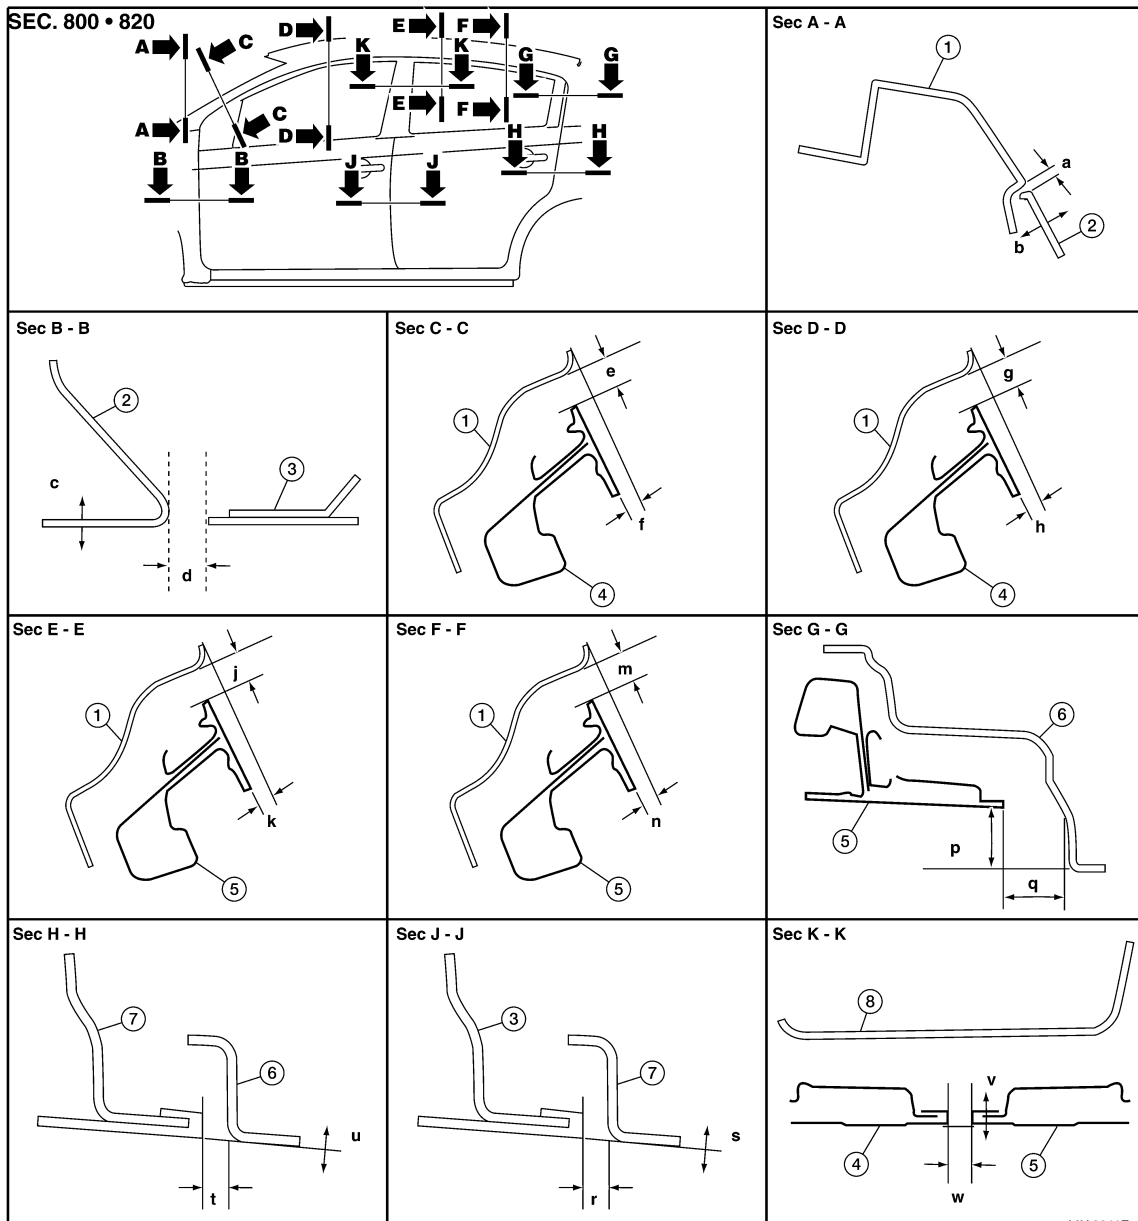 SEC. 800 • 820
A
C
D
E
F
K
K
G
G
A
C
D
E
F
H
H
B
B
J
J
Sec A - A
1
a
b
2
Sec B - B
2
3
c
d
Sec C - C
e
1
f
4
Sec D - D
g
1
h
4
Sec E - E
j
1
k
5
Sec F - F
m
1
n
5
Sec G - G
6
5
p
q
Sec H - H
7
6
u
t
Sec J - J
3
7
s
r
Sec K - K
8
v
4
5
w